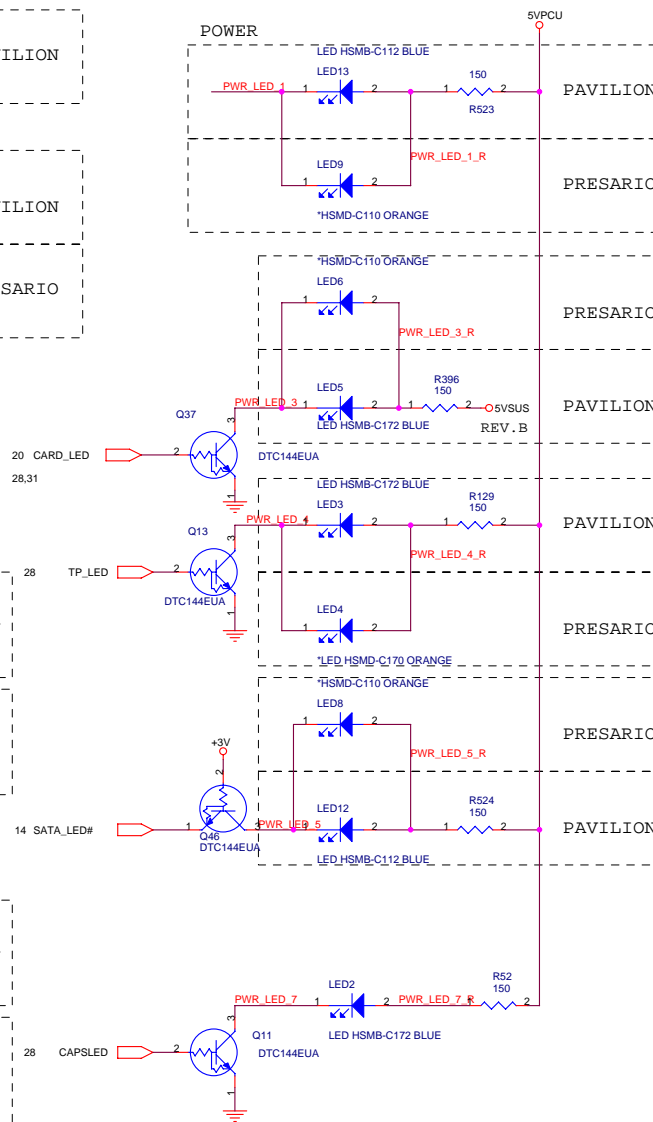 5VPCU
POWER
VILION
LED HSMB-C112 BLUE
LED13
150
PWR_LED_1 1 2 1 2
R523
PAVILION
PWR_LED_1_R
LED9
1 2
PRESARIO
*HSMD-C110 ORANGE
VILION
SARIO
*HSMD-C110 ORANGE
LED6
1 2
PRESARIO
PWR_LED_3_R
R396
150
LED5
PWR_LED_3 1 2 1 2 5VSUS
PAVILION
LED HSMB-C172 BLUE
REV.B
Q37
3
20 CARD_LED 2
DTC144EUA
28,31
1
LED HSMB-C172 BLUE
LED3
R129
150
PWR_LED_4 1 2 1 2
PAVILION
Q13
3
PWR_LED_4_R
28 TP_LED 2
DTC144EUA
1
LED4
1 2
PRESARIO
*LED HSMD-C170 ORANGE
*HSMD-C110 ORANGE
LED8
1 2
PRESARIO
+3V
2
PWR_LED_5_R
LED12
R524
150
14 SATA_LED# 1 3 PWR_LED_5 1 2 1 2
PAVILION
Q46
DTC144EUA
LED HSMB-C112 BLUE
LED2
R52
150
PWR_LED_7 1 2 PWR_LED_7_R 1 2
3
Q11
LED HSMB-C172 BLUE
28 CAPSLED 2
DTC144EUA
1